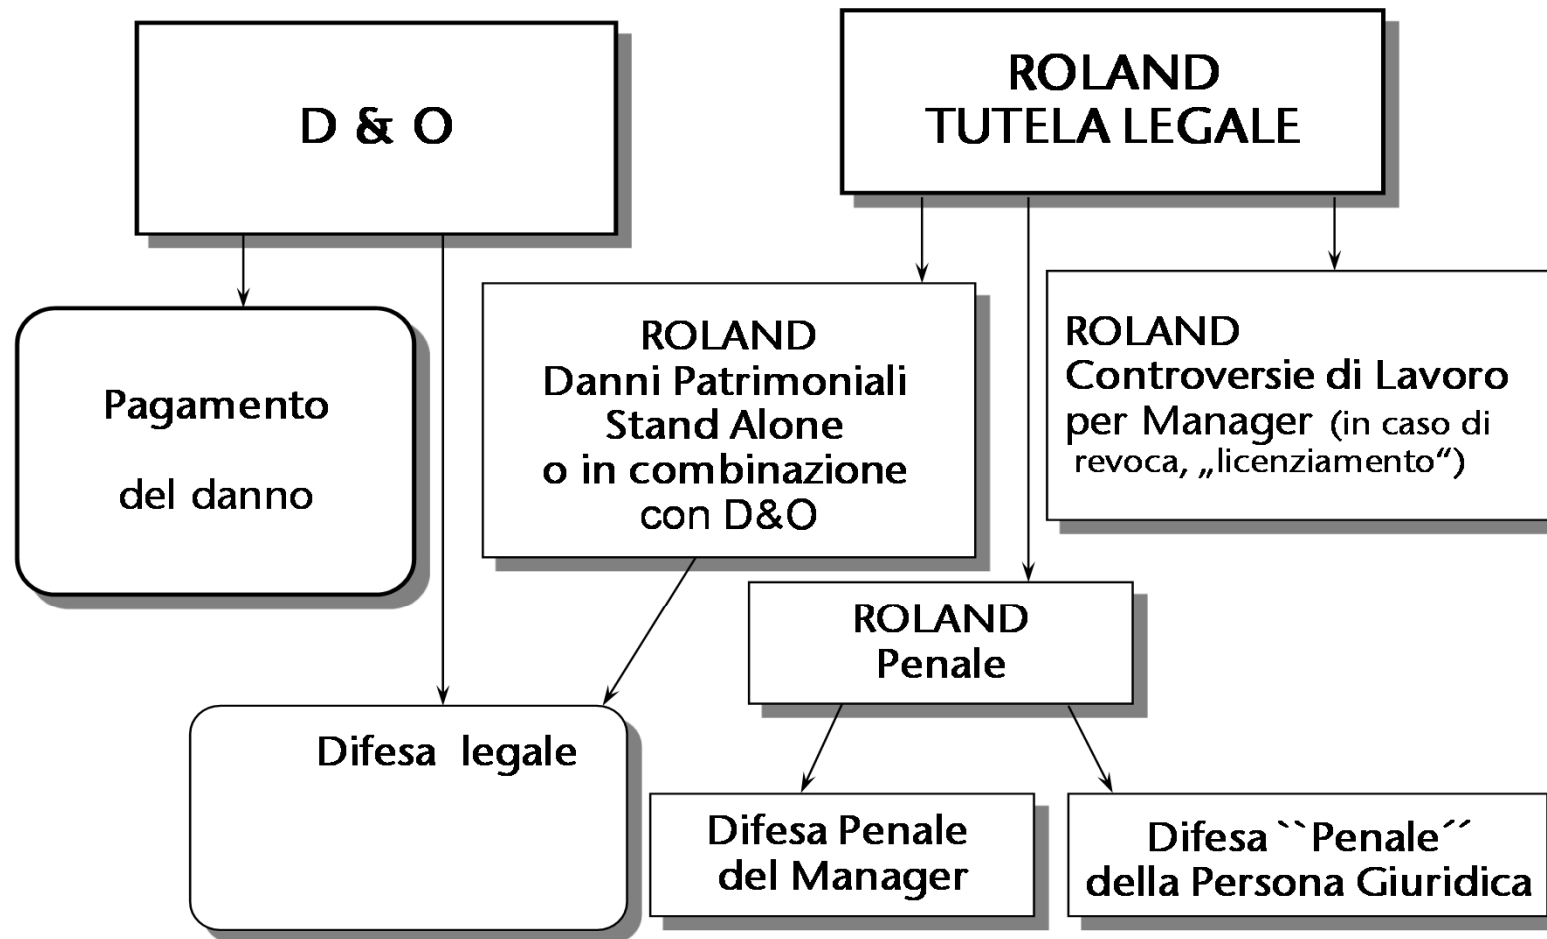 D & O
ROLAND
TUTELA LEGALE
Pagamento
del danno
ROLAND
Danni Patrimoniali
Stand Alone
o in combinazione
con D&O
ROLAND
Controversie di Lavoro
per Manager (in caso di
revoca, „licenziamento“)
ROLAND
Penale
Difesa legale
Difesa Penale
del Manager
Difesa ``Penale´´
della Persona Giuridica